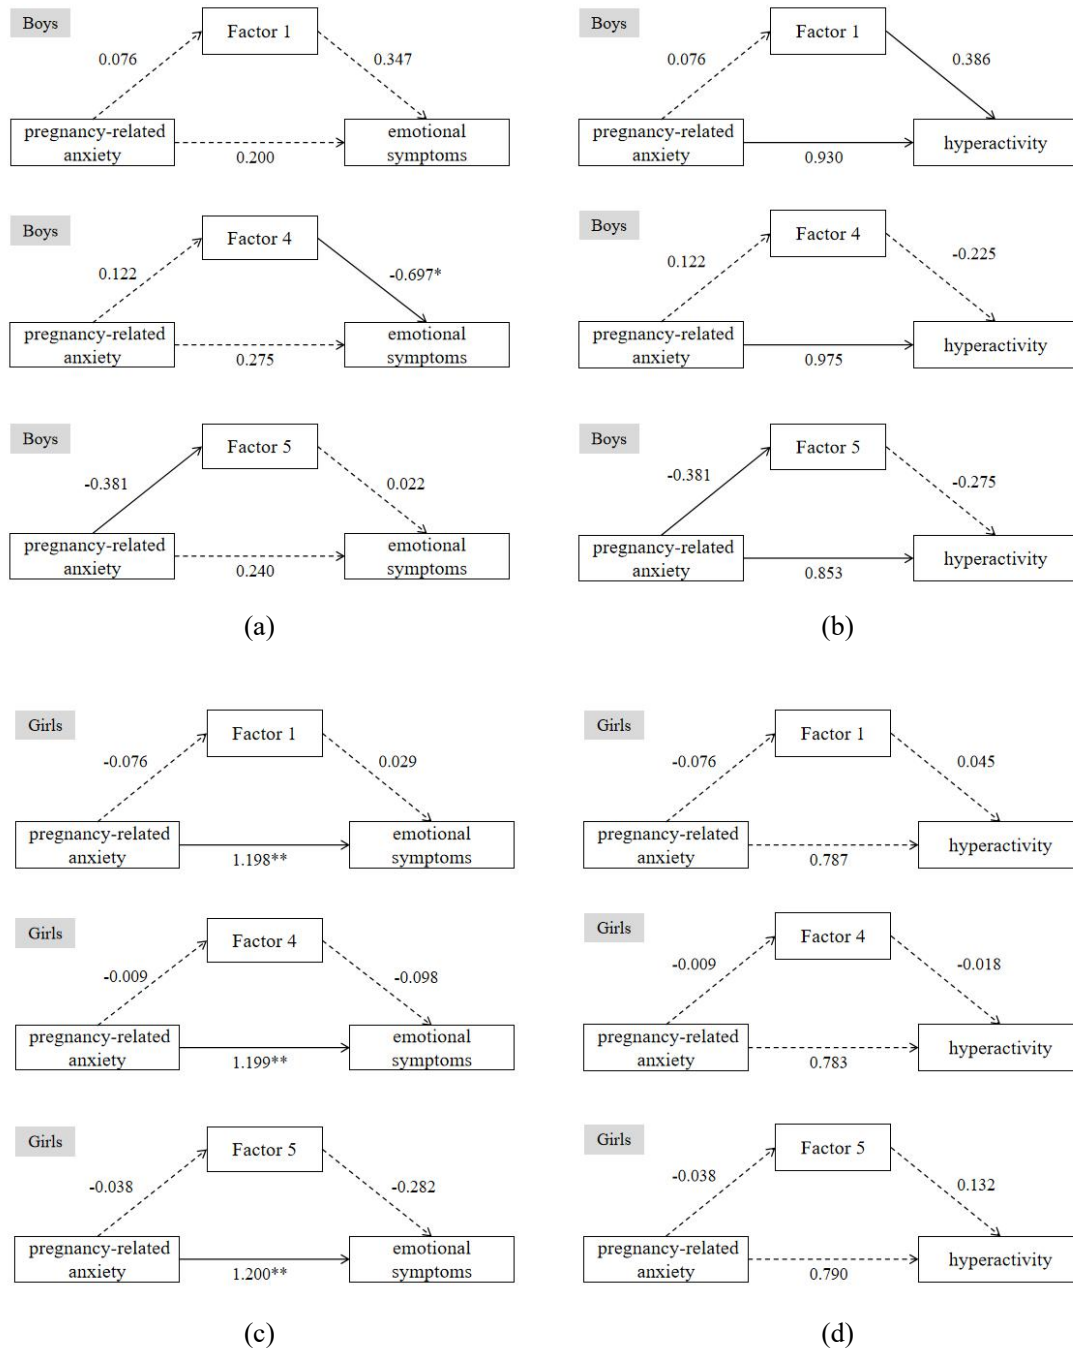 Boys
Factor 1
0.076
0.347
pregnancy-related
anxiety
0.200
emotional
symptoms
Boys
Factor 4
0.122
-0.697*
pregnancy-related
anxiety
0.275
emotional
symptoms
Boys
Factor 5
-0.381
0.022
pregnancy-related
anxiety
0.240
emotional
symptoms
(a)
Boys
Factor 1
0.076
0.386
pregnancy-related
anxiety
0.930
hyperactivity
Boys
Factor 4
0.122
-0.225
pregnancy-related
anxiety
0.975
hyperactivity
Boys
Factor 5
-0.381
-0.275
pregnancy-related
anxiety
0.853
hyperactivity
(b)
Girls
Factor 1
-0.076
0.029
pregnancy-related
anxiety
1.198**
emotional
symptoms
Girls
Factor 4
-0.009
-0.098
pregnancy-related
anxiety
1.199**
emotional
symptoms
Girls
Factor 5
-0.038
-0.282
pregnancy-related
anxiety
1.200**
emotional
symptoms
(c)
Girls
Factor 1
-0.076
0.045
pregnancy-related
anxiety
0.787
hyperactivity
Girls
Factor 4
-0.009
-0.018
pregnancy-related
anxiety
0.783
hyperactivity
Girls
Factor 5
-0.038
0.132
pregnancy-related
anxiety
0.790
hyperactivity
(d)